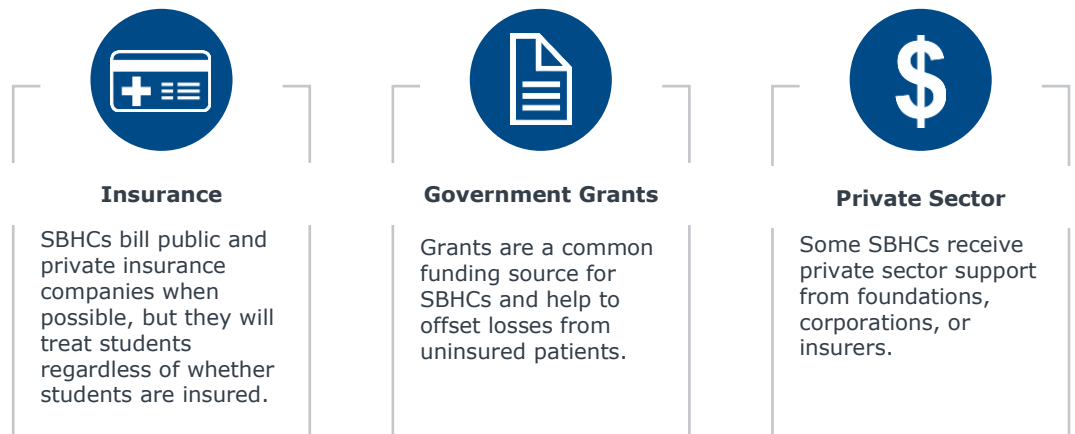 Insurance
SBHCs bill public and
private insurance
companies when
possible, but they will
treat students
regardless of whether
students are insured.
Government Grants
Grants are a common
funding source for
SBHCs and help to
offset losses from
uninsured patients.
$
Private Sector
Some SBHCs receive
private sector support
from foundations,
corporations, or
insurers.